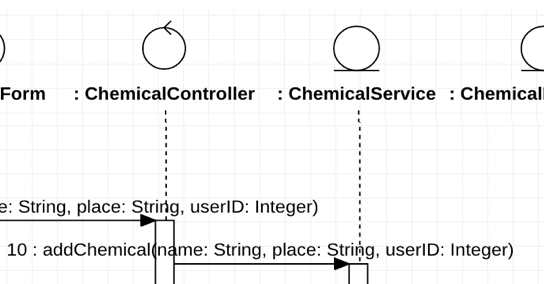 Form : ChemicalController : ChemicalService : Chemical
e: String, place: String, userID: Integer)
10 : addChemical(name: String, place: String, userID: Integer)